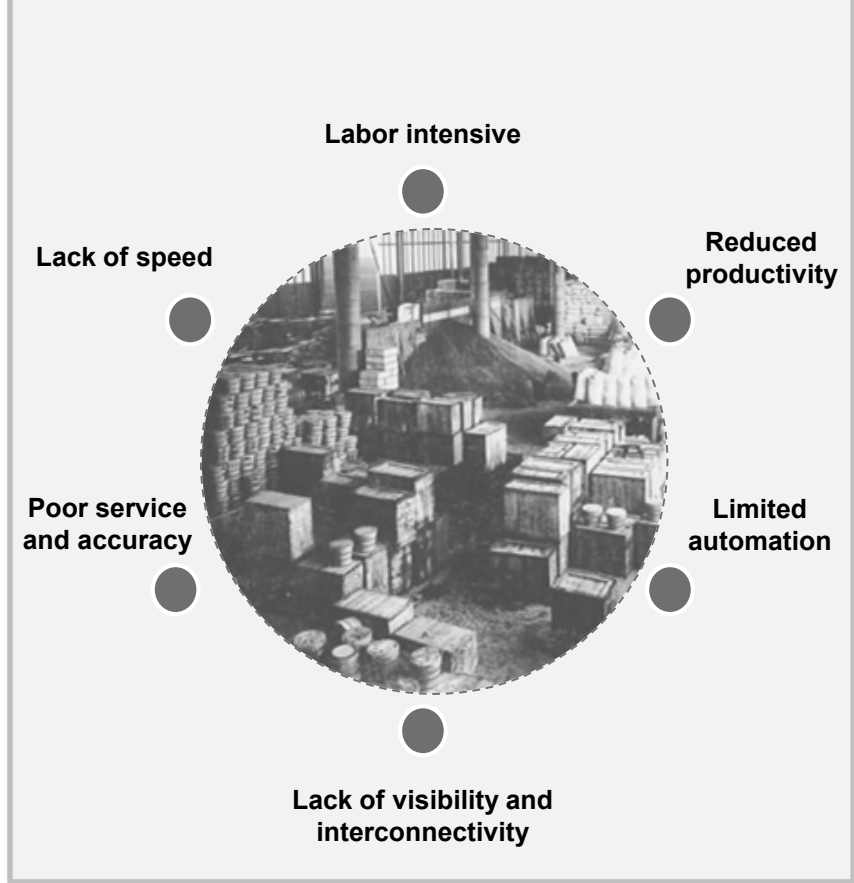 Labor intensive
Reduced
productivity
Lack of speed
Limited
automation
Poor service
and accuracy
Lack of visibility and
interconnectivity